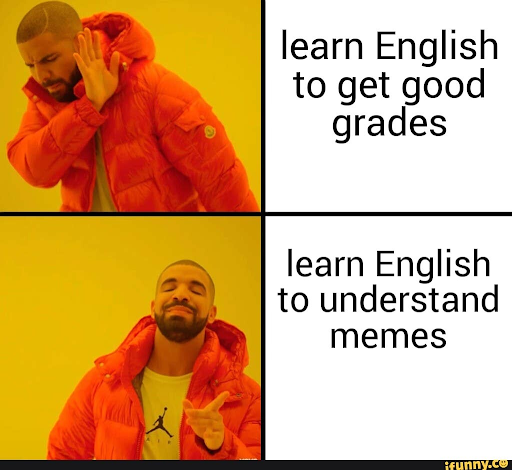 learn English
to get good
grades
learn English
to understand
memes
ifunny.co